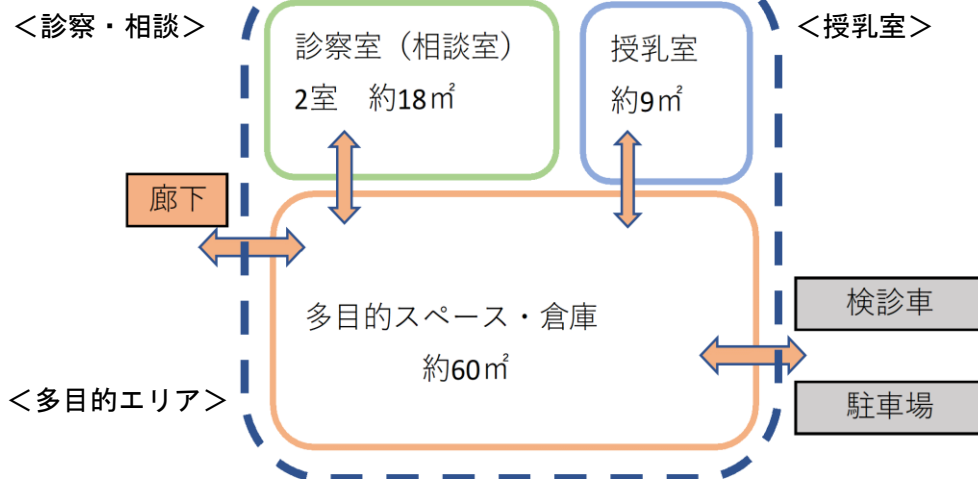 ＜診察・相談＞
診察室（相談室）
2室　約18㎡
授乳室
約9㎡
＜授乳室＞
廊下
多目的スペース・倉庫
約60㎡
検診車
＜多目的エリア＞
駐車場